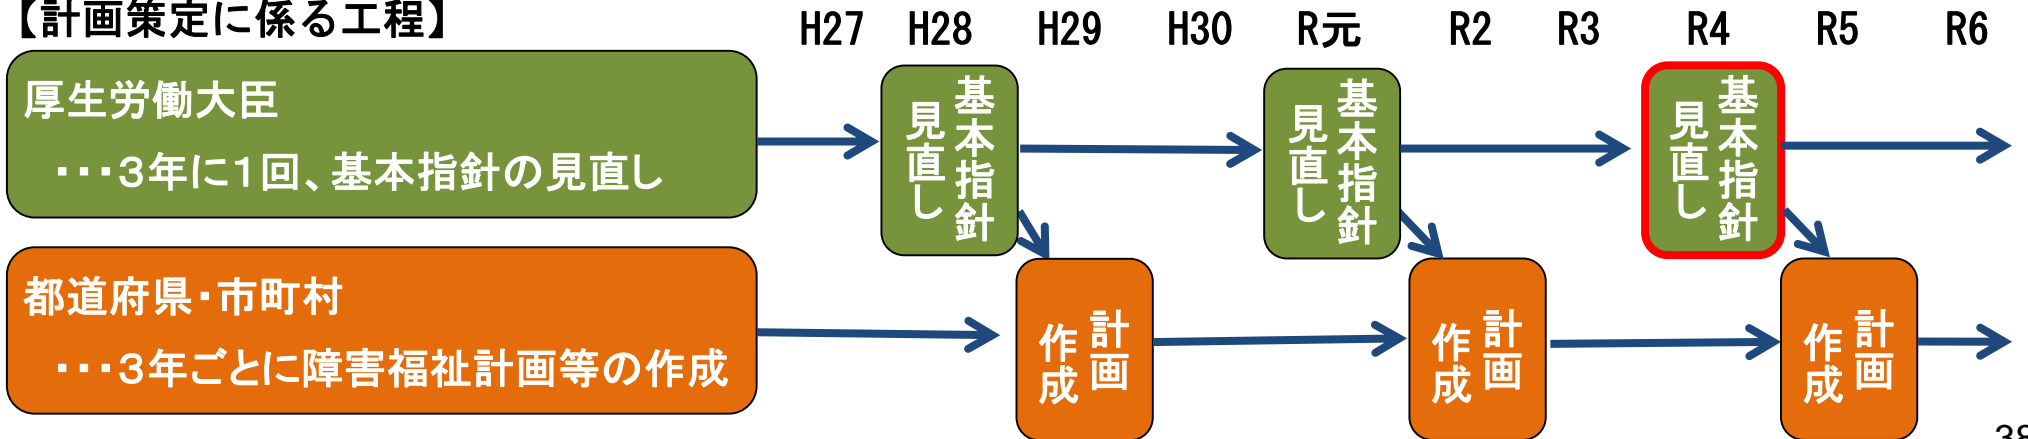 【計画策定に係る工程】
H27 H28 H29 H30 R元 R2 R3 R4 R5 R6
厚生労働大臣
・・・３年に１回、基本指針の見直し
基本指針
見直し
基本指針
見直し
基本指針
見直し
都道府県・市町村
・・・３年ごとに障害福祉計画等の作成
計画
作成
計画
作成
計画
作成
38